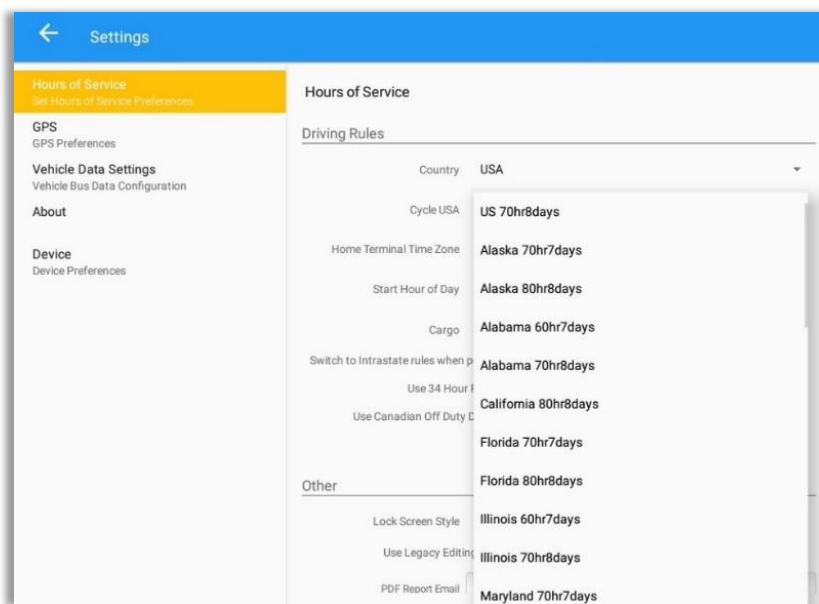 Settings
Hours of Service
Set Hours of Service Preferences
GPS
GPS Preferences
Vehicle Data Settings
Vehicle Bus Data Configuration
About
Device
Device Preferences
Hours of Service
Driving Rules
Country USA
Cycle USA
Home Terminal Time Zone
Start Hour of Day
Cargo
Switch to Intrastate rules when p
Use 34 Hour
Use Canadian Off Duty D
US 70hr8days
Alaska 70hr7days
Alaska 80hr8days
Alabama 60hr7days
Alabama 70hr8days
California 80hr8days
Florida 70hr7days
Florida 80hr8days
Illinois 60hr7days
Illinois 70hr8days
Maryland 70hr7days
Other
Lock Screen Style
Use Legacy Editing
PDF Report Email